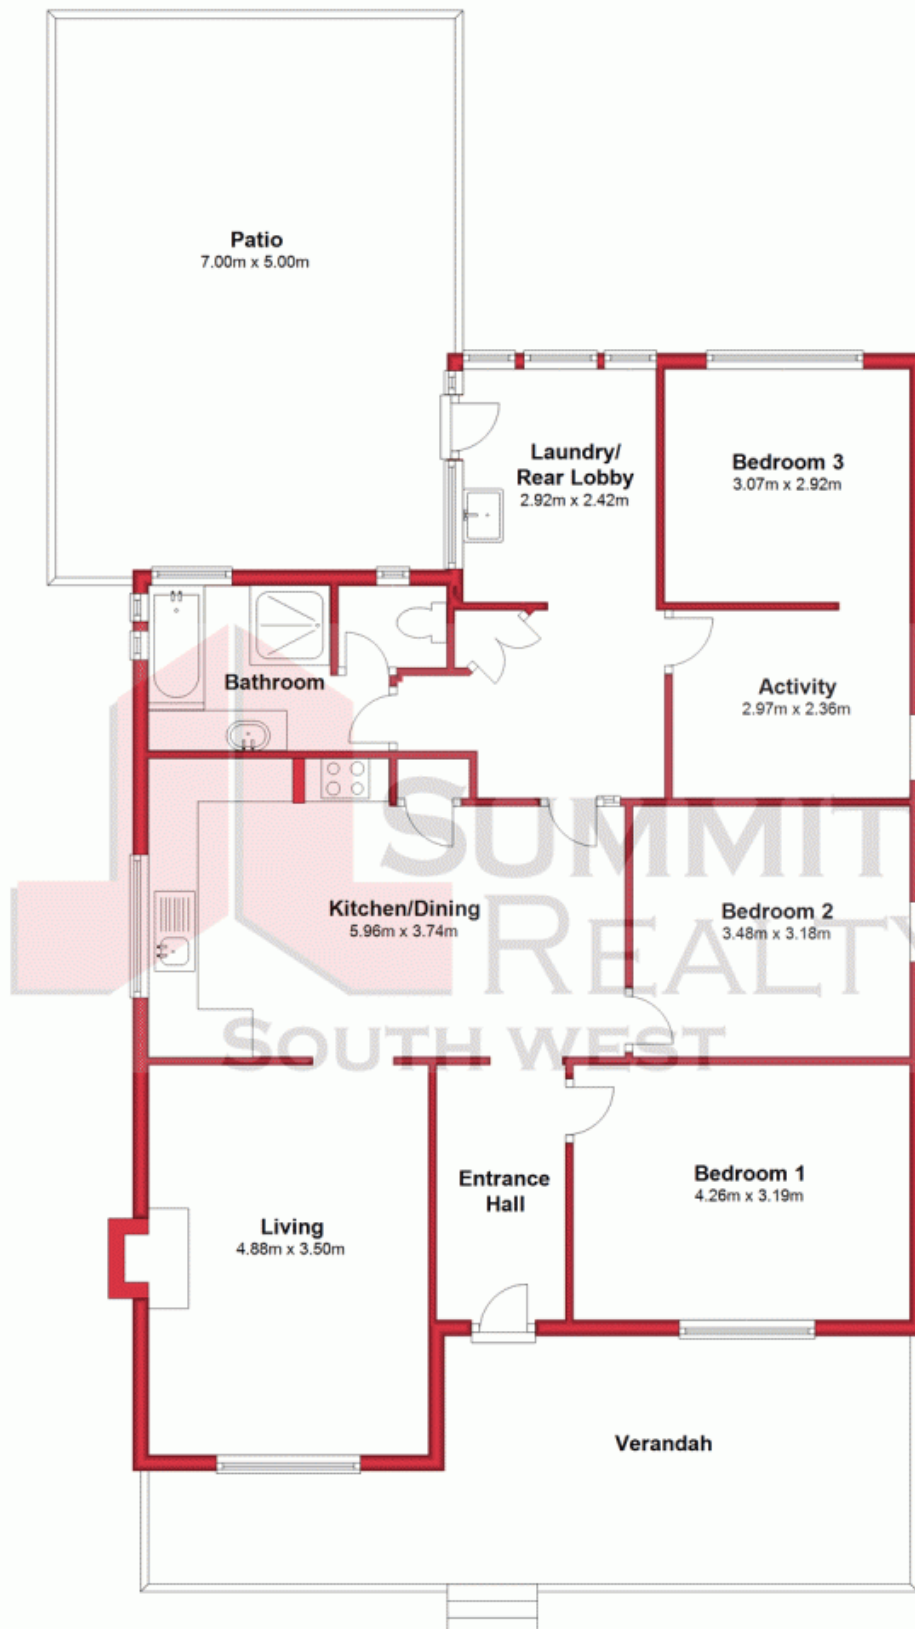 Patio
7.00m x 5.00m
Laundry/
Rear Lobby
2.92m x 2.42m
Bedroom 3
3.07m x 2.92m
Bathroom
Activity
2.97m x 2.36m
SUMMIT
REALTY
SOUTH WEST
Kitchen/Dining
5.96m x 3.74m
Bedroom 2
3.48m x 3.18m
Entrance
Hall
Bedroom 1
4.26m x 3.19m
Living
4.88m x 3.50m
Verandah